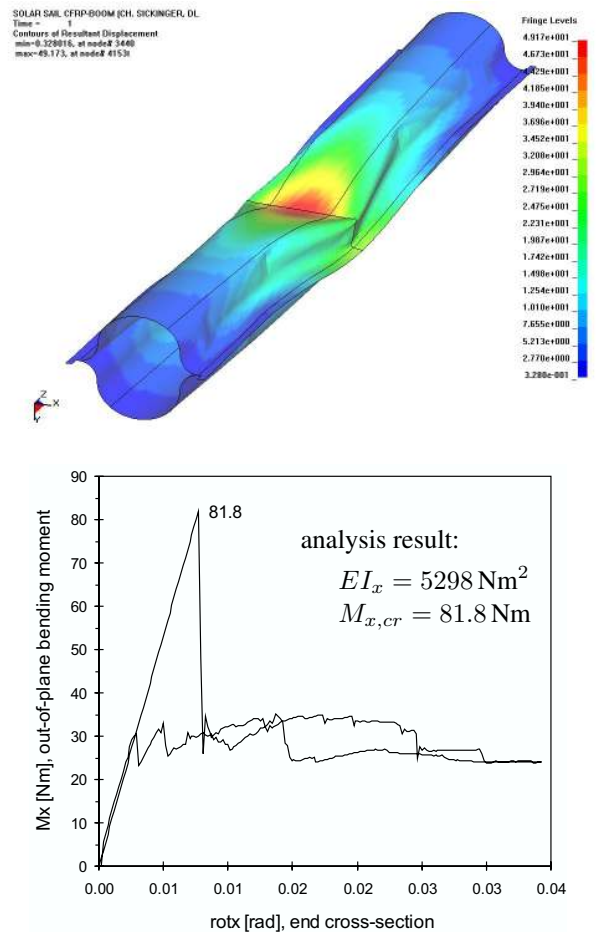 SOLAR SAIL CFRP-BOOM (CH. SICKINGER, DL
Time = 1
Contours of Resultant Displacement
min=0.328016, at node# 3440
max=49.173, at node# 41531
Fringe Levels
4.917e+001
4.673e+001
4.429e+001
4.185e+001
3.940e+001
3.696e+001
3.452e+001
3.208e+001
2.964e+001
2.719e+001
2.475e+001
2.231e+001
1.987e+001
1.742e+001
1.498e+001
1.254e+001
1.010e+001
7.655e+000
5.213e+000
2.770e+000
3.280e-001
Z
X
Y
90
80
70
60
50
40
30
20
10
0
Mx [Nm], out-of-plane bending moment
81.8
analysis result:
EIₓ = 5298 Nm²
Mₓ,cr = 81.8 Nm
0.00 0.01 0.01 0.02 0.02 0.03 0.03 0.04
rotx [rad], end cross-section